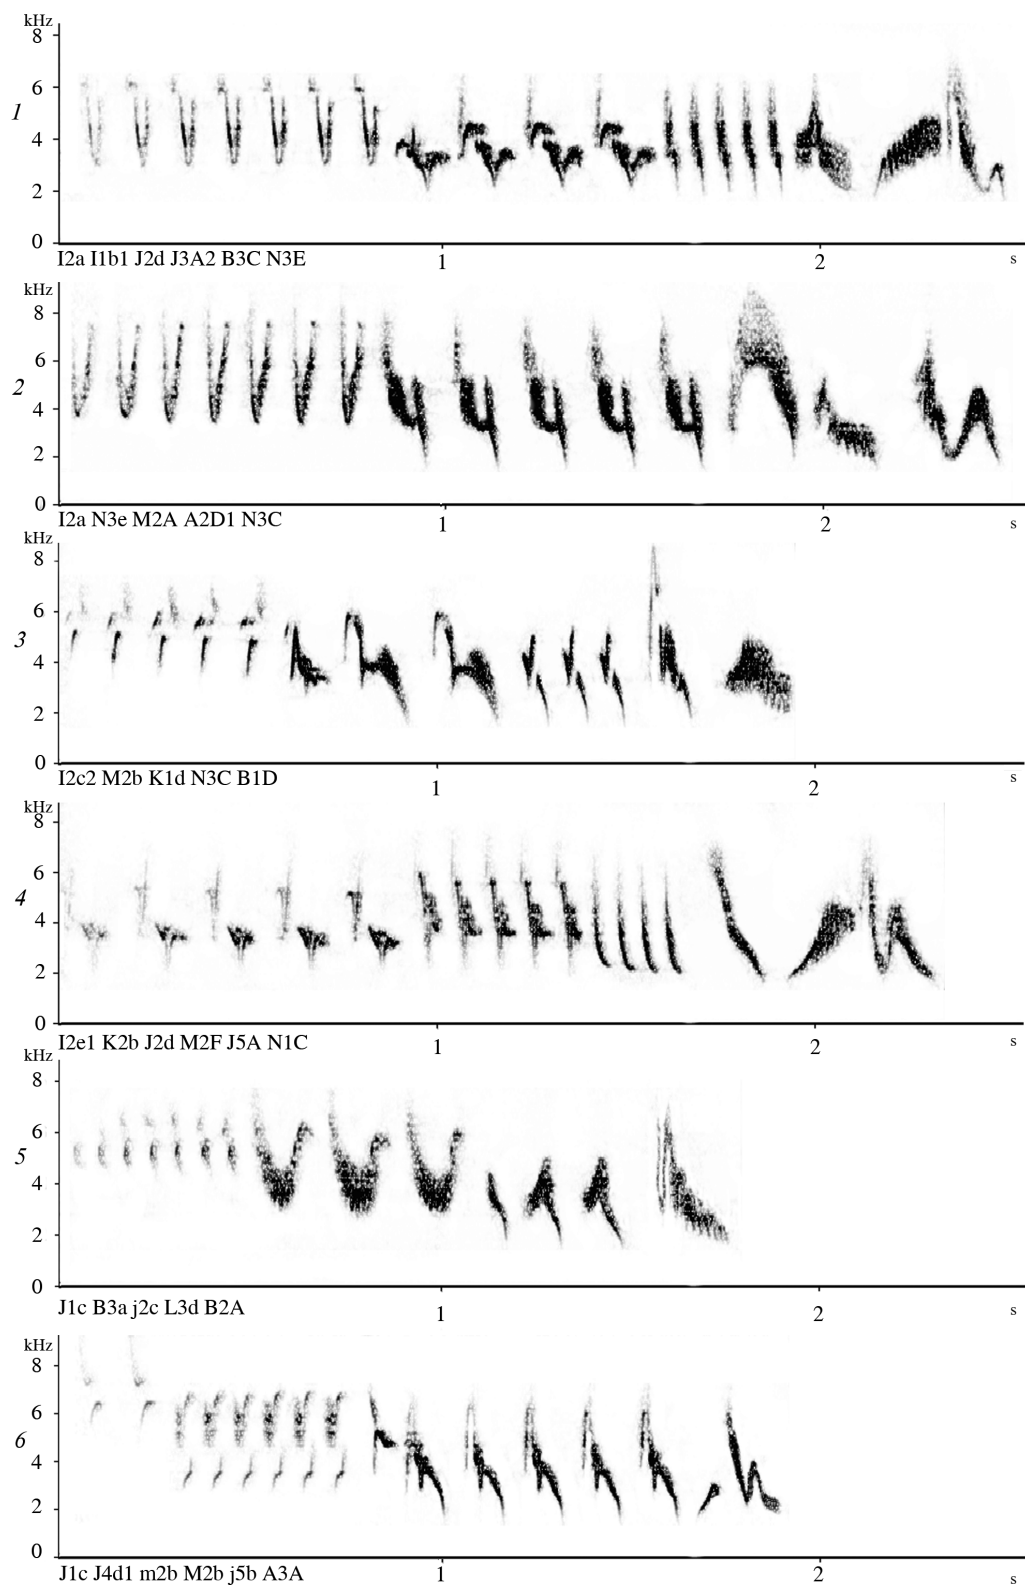 kHz
8
6
1
4
2
0
I2a I1b1 J2d J3A2 B3C N3E
1
2
s
kHz
8
6
2
4
2
0
I2a N3e M2A A2D1 N3C
1
2
s
kHz
8
6
3
4
2
0
I2c2 M2b K1d N3C B1D
1
2
s
kHz
8
6
4
4
2
0
I2e1 K2b J2d M2F J5A N1C
1
2
s
kHz
8
6
5
4
2
0
J1c B3a j2c L3d B2A
1
2
s
kHz
8
6
6
4
2
0
J1c J4d1 m2b M2b j5b A3A
1
2
s